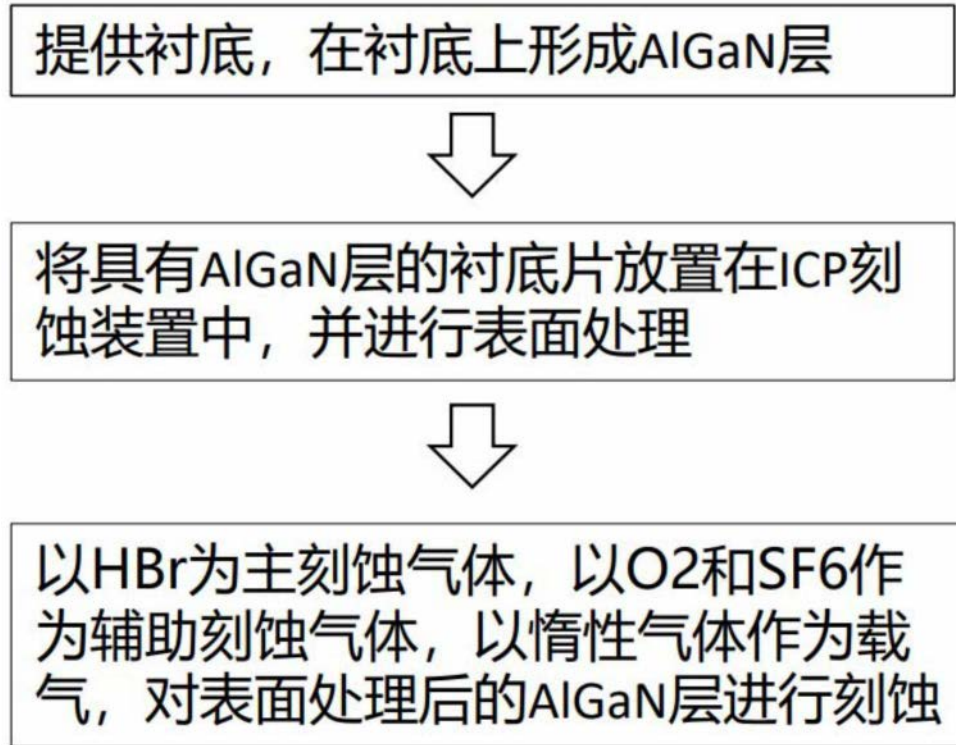 提供衬底，在衬底上形成AlGaN层
将具有AlGaN层的衬底片放置在ICP刻
蚀装置中，并进行表面处理
以HBr为主刻蚀气体，以O2和SF6作
为辅助刻蚀气体，以惰性气体作为载
气，对表面处理后的AlGaN层进行刻蚀